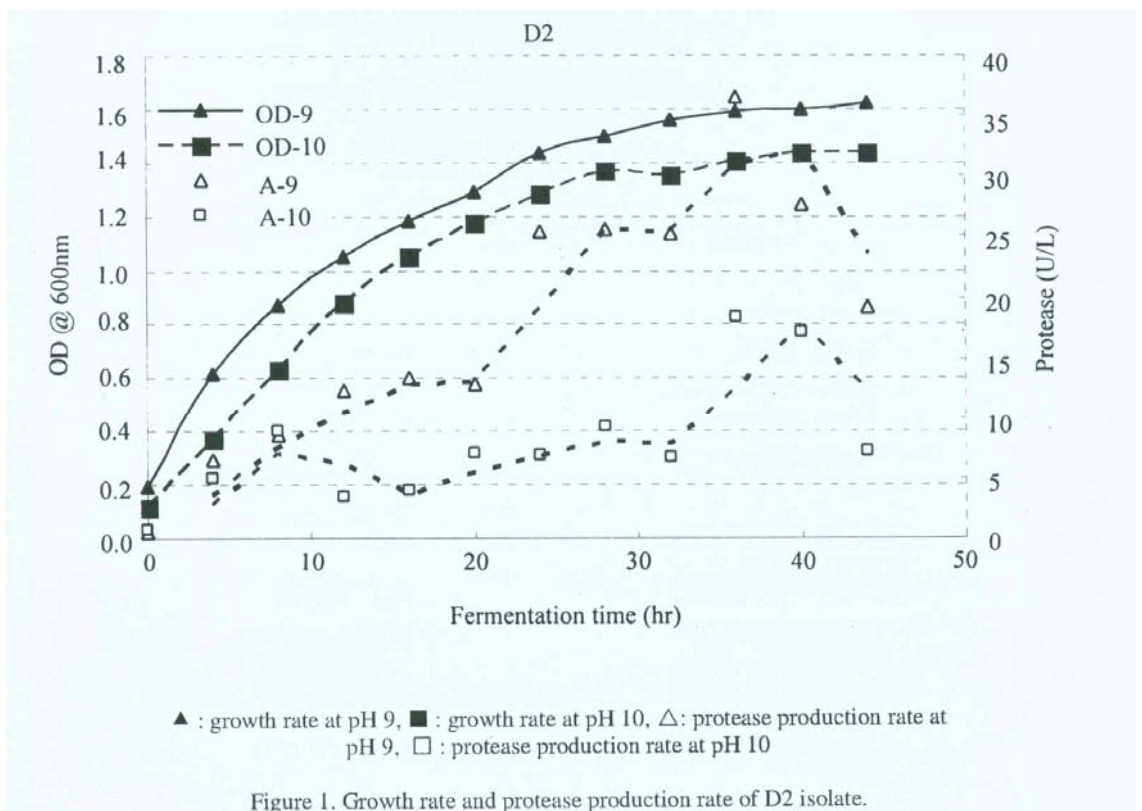 D2
1.8
1.6
1.4
1.2
1.0
0.8
0.6
0.4
0.2
0.0
OD @ 600nm
OD-9
OD-10
A-9
A-10
40
35
30
25
20
15
10
5
0
Protease (U/L)
0 10 20 30 40 50
Fermentation time (hr)
▲ : growth rate at pH 9, ■ : growth rate at pH 10, △: protease production rate at
pH 9, □ : protease production rate at pH 10
Figure 1. Growth rate and protease production rate of D2 isolate.